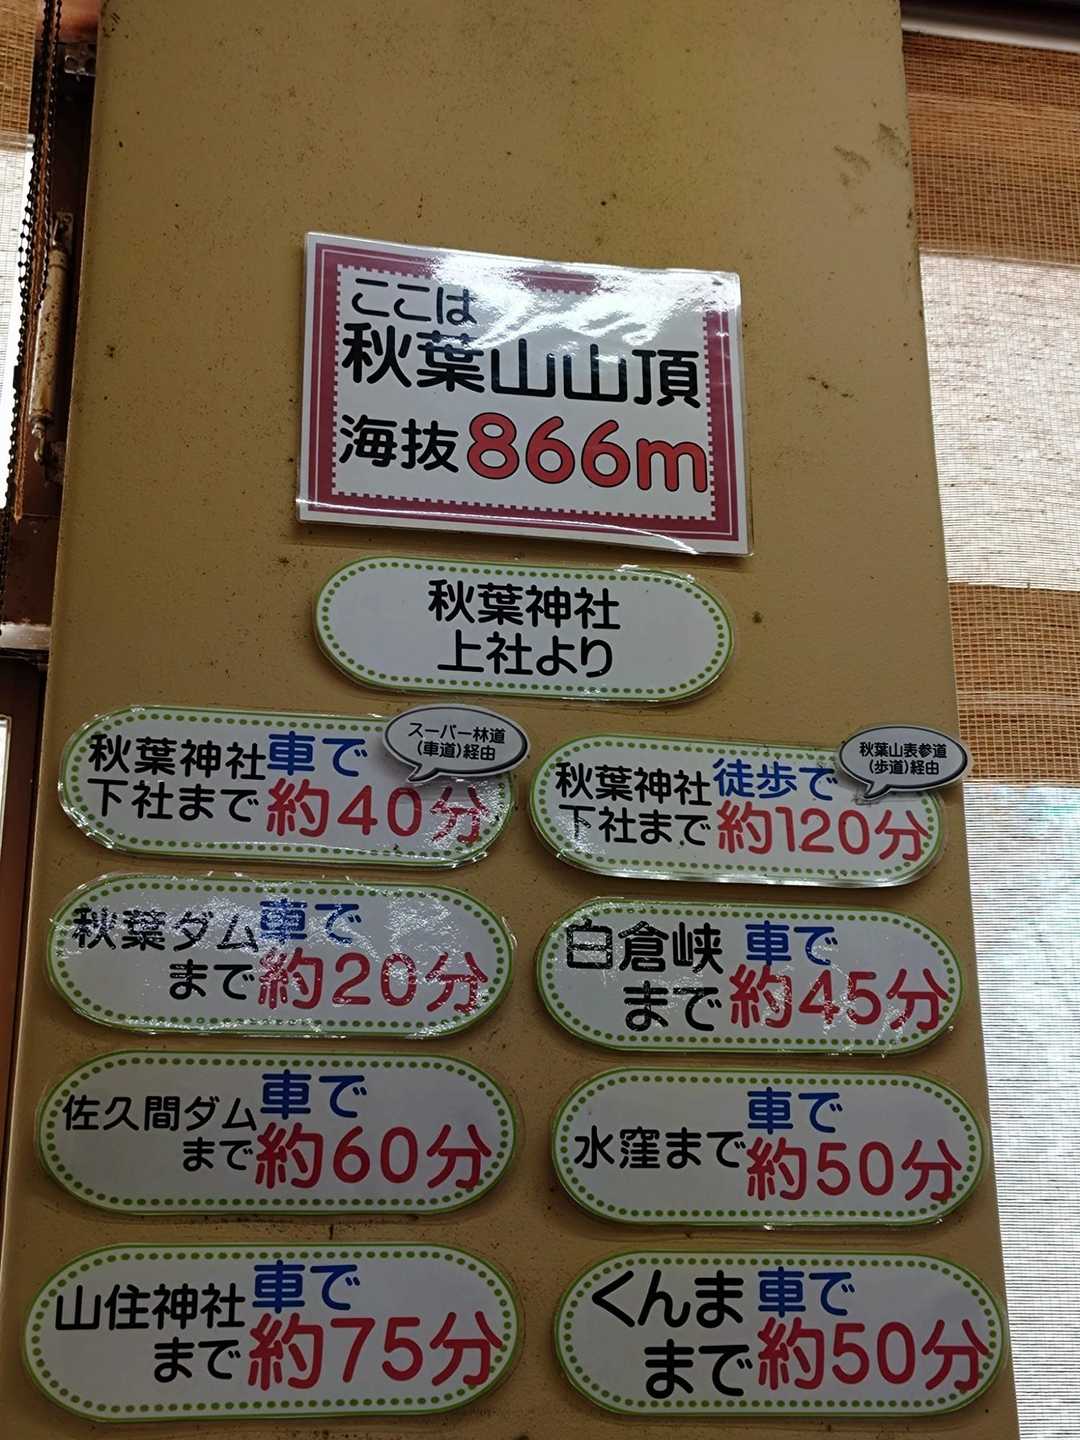 ここは
秋葉山山頂
海抜866m
秋葉神社
上社より
秋葉神社車で
下社まで約40分
スーパー林道
(車道)経由
秋葉神社徒歩で
下社まで約120分
秋葉山表参道
(歩道)経由
秋葉ダム車で
まで約20分
白倉峡車で
まで約45分
佐久間ダム車で
まで約60分
車で
水窪まで約50分
山住神社車で
まで約75分
くんま車で
まで約50分